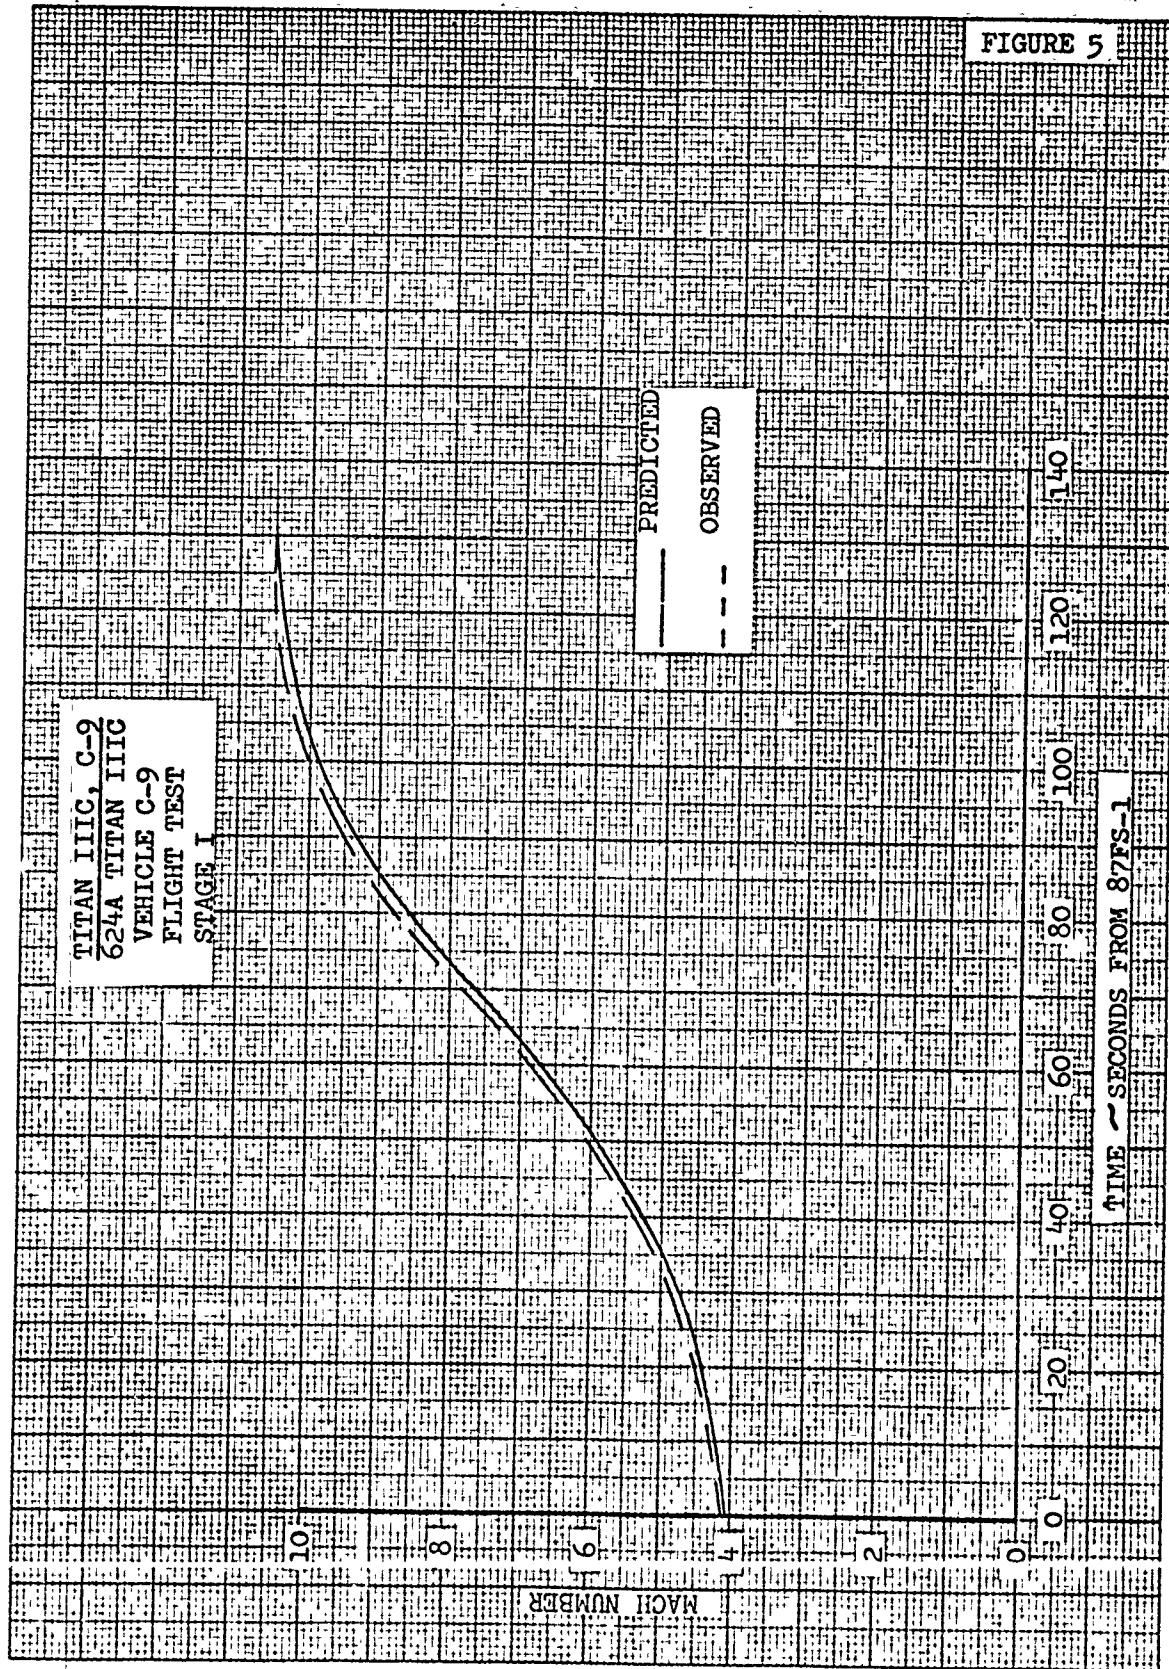 FIGURE 5
TITAN IIIC, C-9
624A TITAN IIIC
VEHICLE C-9
FLIGHT TEST
STAGE I
PREDICTED
OBSERVED
MACH NUMBER
10
8
6
4
2
0
0
20
40
60
80
100
120
140
TIME ~ SECONDS FROM 87FS-1